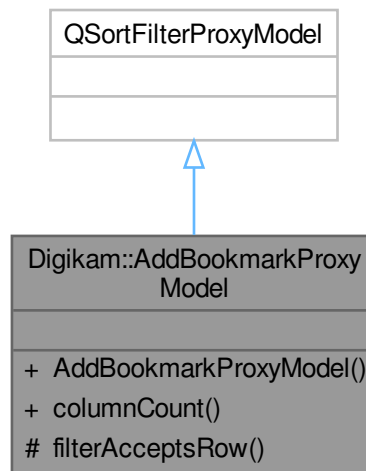 QSortFilterProxyModel
Digikam::AddBookmarkProxy
Model
+ AddBookmarkProxyModel()
+ columnCount()
# filterAcceptsRow()